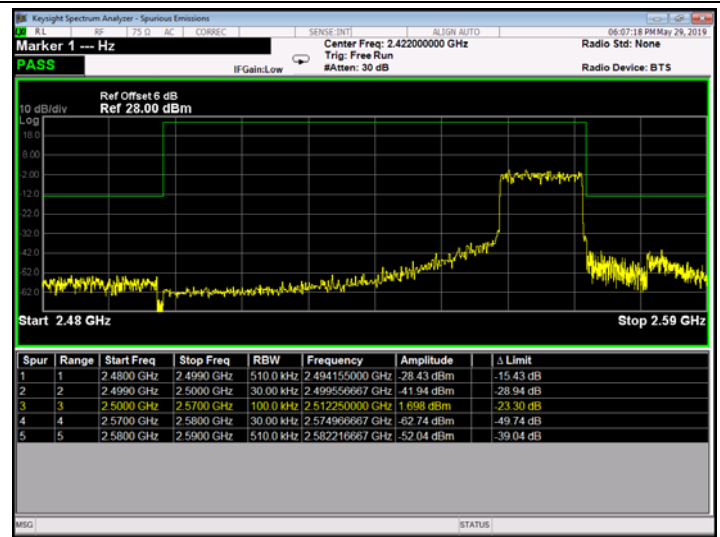 Keysight Spectrum Analyzer - Spurious Emissions
RL RF 75 Ω AC CORREC SENSE:INT ALIGN AUTO 06:07:18 PM May 29, 2019
Marker 1 --- Hz Center Freq: 2.422000000 GHz Radio Std: None
Trig: Free Run
PASS IFGain:Low #Atten: 30 dB Radio Device: BTS
Ref Offset 6 dB
10 dB/div Ref 28.00 dBm
Log
18.0
8.00
-2.00
-12.0
-22.0
-32.0
-42.0
-52.0
-62.0
Start 2.48 GHz Stop 2.59 GHz
Spur Range Start Freq Stop Freq RBW Frequency Amplitude Δ Limit
1 1 2.4800 GHz 2.4990 GHz 510.0 kHz 2.494155000 GHz -28.43 dBm -15.43 dB
2 2 2.4990 GHz 2.5000 GHz 30.00 kHz 2.499556667 GHz -41.94 dBm -28.94 dB
3 3 2.5000 GHz 2.5700 GHz 100.0 kHz 2.512250000 GHz 1.698 dBm -23.30 dB
4 4 2.5700 GHz 2.5800 GHz 30.00 kHz 2.574966667 GHz -62.74 dBm -49.74 dB
5 5 2.5800 GHz 2.5900 GHz 510.0 kHz 2.582216667 GHz -52.04 dBm -39.04 dB
MSG STATUS